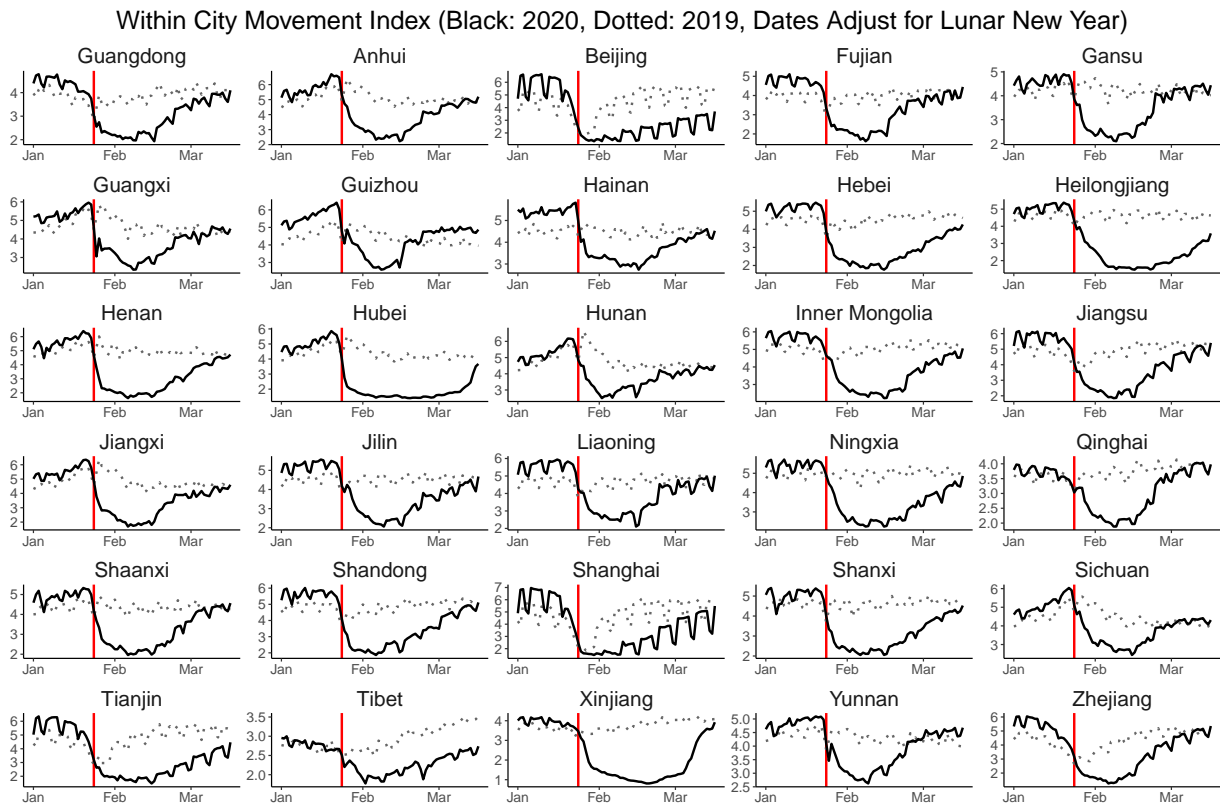 Within City Movement Index (Black: 2020, Dotted: 2019, Dates Adjust for Lunar New Year)
Guangdong Anhui Beijing Fujian Gansu
4 3 2 6 5 4 3 2 6 5 4 3 2 5 4 3 2 5 4 3 2
Jan Feb Mar Jan Feb Mar Jan Feb Mar Jan Feb Mar Jan Feb Mar
Guangxi Guizhou Hainan Hebei Heilongjiang
6 5 4 3 6 5 4 3 5 4 3 5 4 3 2 5 4 3 2
Jan Feb Mar Jan Feb Mar Jan Feb Mar Jan Feb Mar Jan Feb Mar
Henan Hubei Hunan Inner Mongolia Jiangsu
6 5 4 3 2 6 5 4 3 2 6 5 4 3 2 6 5 4 3 6 5 4 3 2
Jan Feb Mar Jan Feb Mar Jan Feb Mar Jan Feb Mar Jan Feb Mar
Jiangxi Jilin Liaoning Ningxia Qinghai
6 5 4 3 2 5 4 3 2 6 5 4 3 2 5 4 3 4.0 3.5 3.0 2.5 2.0
Jan Feb Mar Jan Feb Mar Jan Feb Mar Jan Feb Mar Jan Feb Mar
Shaanxi Shandong Shanghai Shanxi Sichuan
5 4 3 2 6 5 4 3 2 7 6 5 4 3 2 5 4 3 2 6 5 4 3
Jan Feb Mar Jan Feb Mar Jan Feb Mar Jan Feb Mar Jan Feb Mar
Tianjin Tibet Xinjiang Yunnan Zhejiang
6 5 4 3 2 3.5 3.0 2.5 2.0 4 3 2 1 5.0 4.5 4.0 3.5 3.0 2.5 6 5 4 3 2
Jan Feb Mar Jan Feb Mar Jan Feb Mar Jan Feb Mar Jan Feb Mar